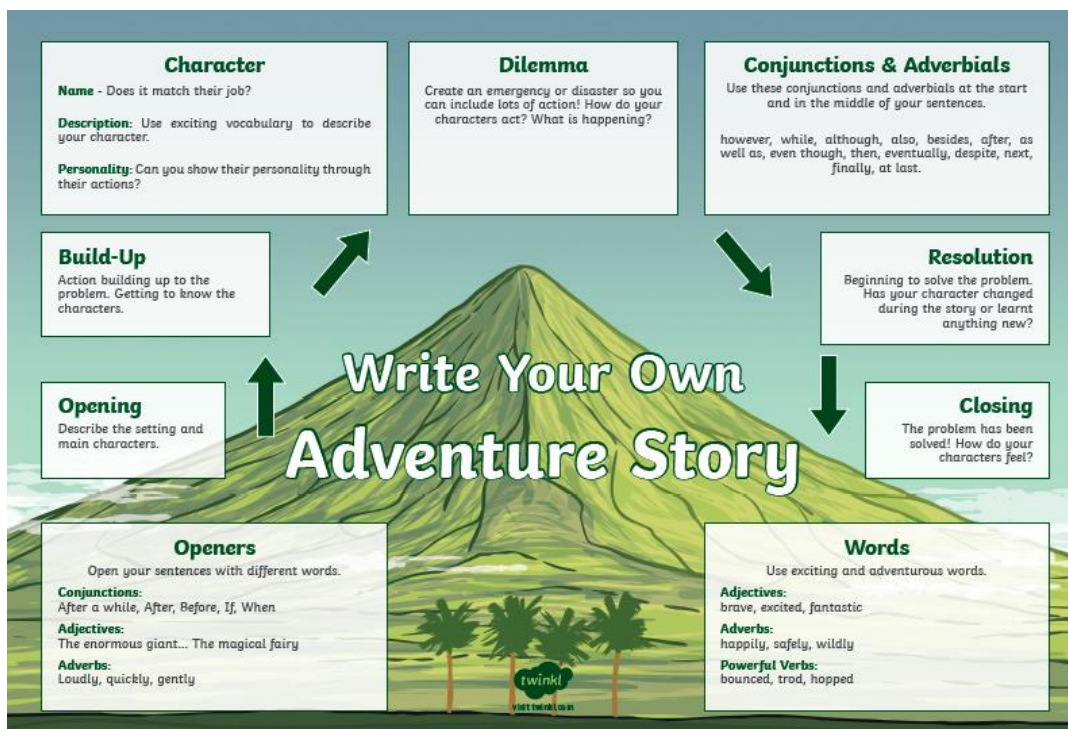 Character
Name - Does it match their job?
Description: Use exciting vocabulary to describe
your character.
Personality: Can you show their personality through
their actions?
Dilemma
Create an emergency or disaster so you
can include lots of action! How do your
characters act? What is happening?
Conjunctions & Adverbials
Use these conjunctions and adverbials at the start
and in the middle of your sentences.
however, while, although, also, besides, after, as
well as, even though, then, eventually, despite, next,
finally, at last.
Build-Up
Action building up to the
problem. Getting to know the
characters.
Resolution
Beginning to solve the problem.
Has your character changed
during the story or learnt
anything new?
Write Your Own
Adventure Story
Opening
Describe the setting and
main characters.
Closing
The problem has been
solved! How do your
characters feel?
Openers
Open your sentences with different words.
Conjunctions:
After a while, After, Before, If, When
Adjectives:
The enormous giant... The magical fairy
Adverbs:
Loudly, quickly, gently
Words
Use exciting and adventurous words.
Adjectives:
brave, excited, fantastic
Adverbs:
happily, safely, wildly
Powerful Verbs:
bounced, trod, hopped
twinkl
visit twinkl.com